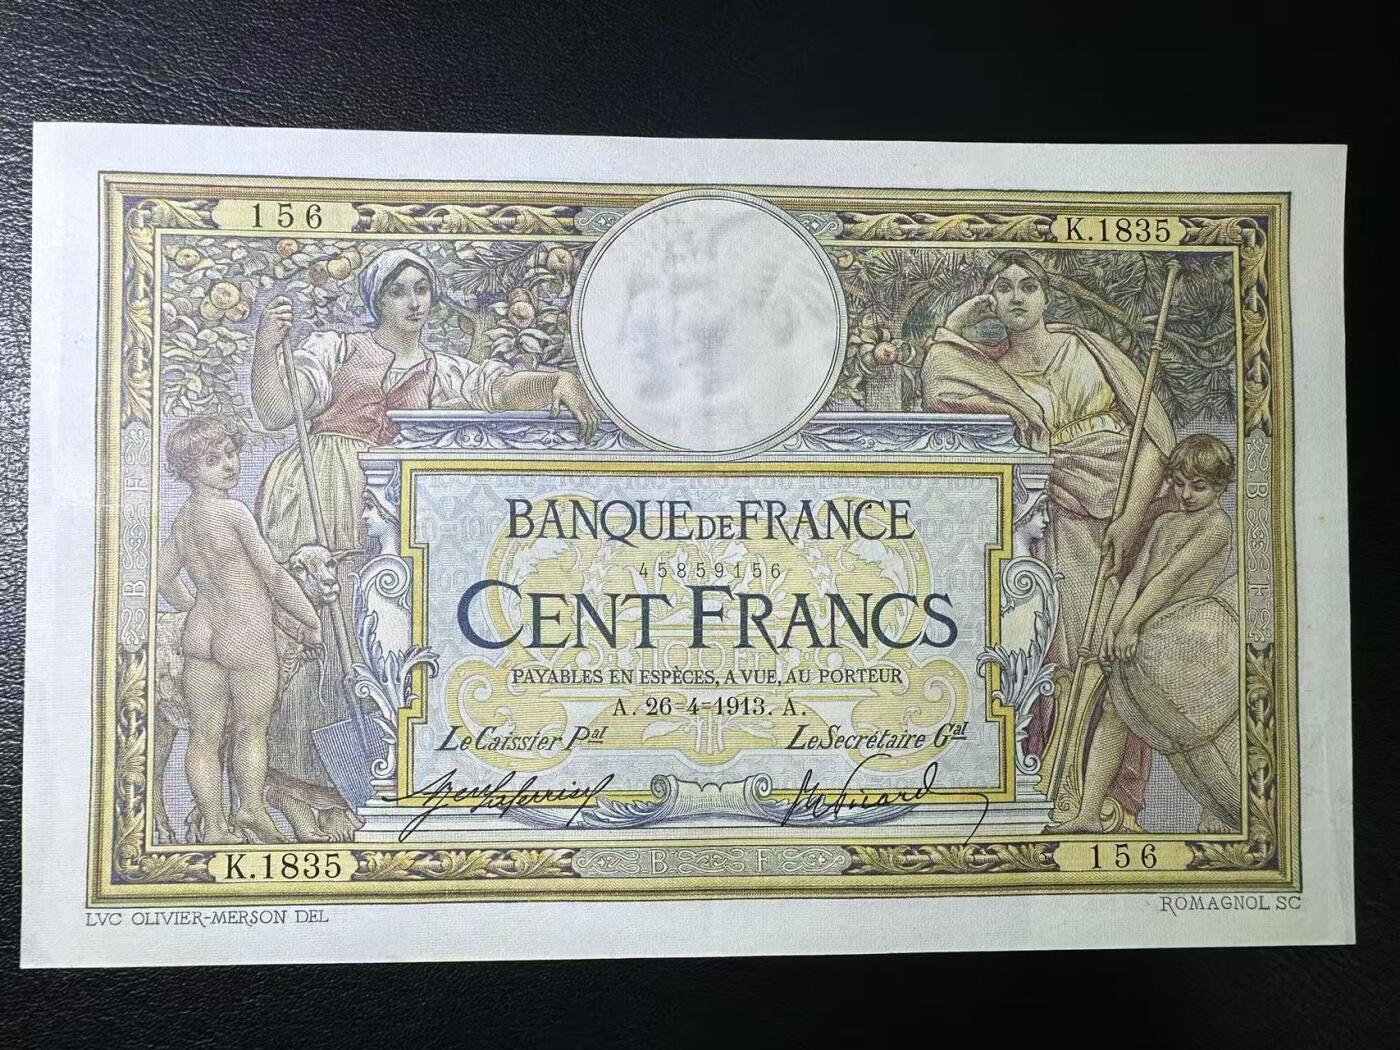 156
K.1835
BANQUE DE FRANCE
45859156
CENT FRANCS
PAYABLES EN ESPÈCES, A VUE, AU PORTEUR
A. 26-4-1913. A.
Le Caissier Pal
Le Secrétaire Gal
K.1835
B F
156
LVC OLIVIER-MERSON DEL
ROMAGNOL SC